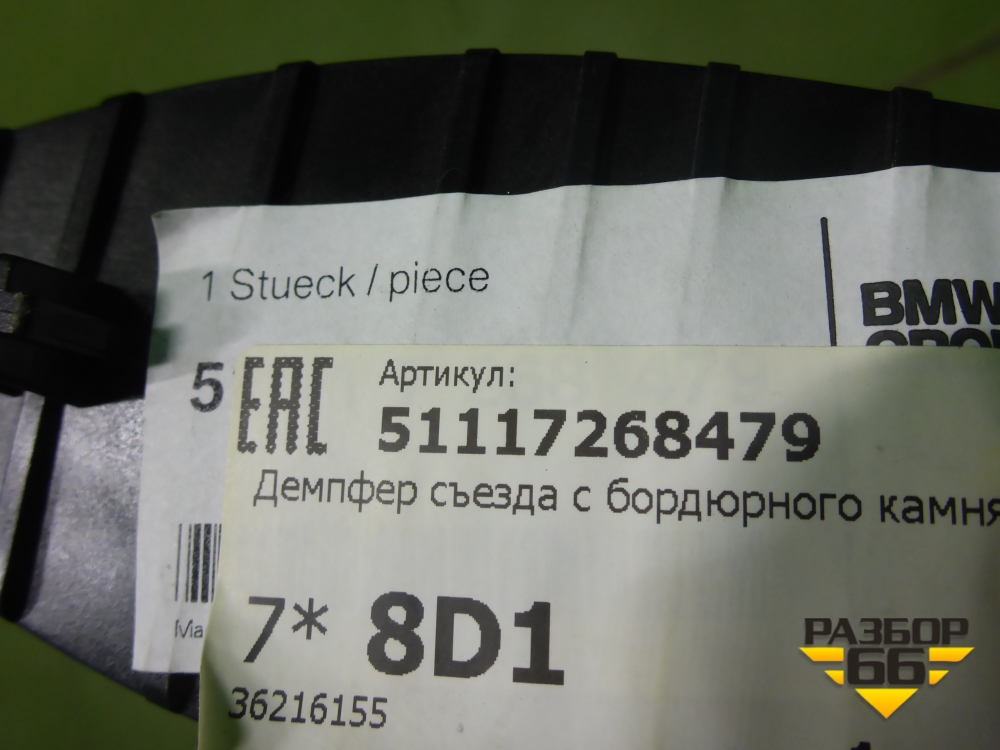 1 Stueck / piece
BMW
5
EAC
Артикул:
51117268479
Демпфер съезда с бордюрного камня
7* 8D1
36216155
РАЗБОР
66